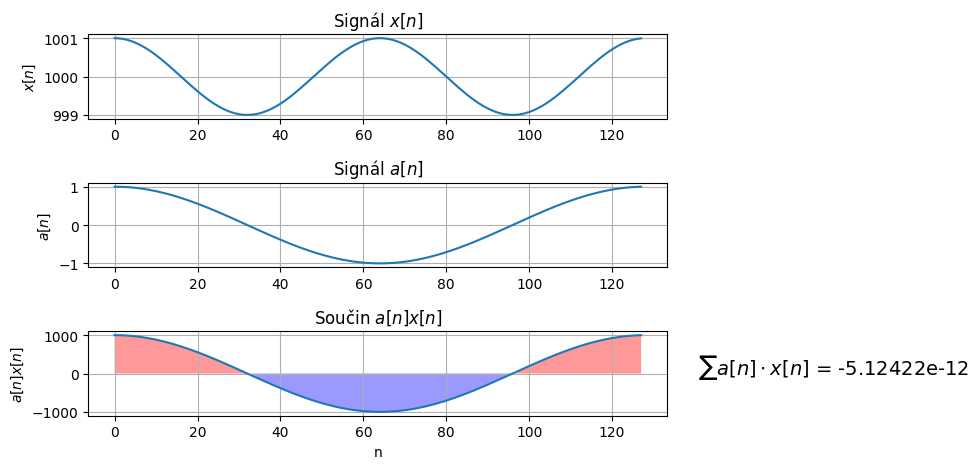 Signál x[n]
x[n]
1001
1000
999
0 20 40 60 80 100 120
Signál a[n]
a[n]
1
0
−1
0 20 40 60 80 100 120
Součin a[n]x[n]
a[n]x[n]
1000
0
−1000
0 20 40 60 80 100 120
n
∑a[n]·x[n] = -5.12422e-12